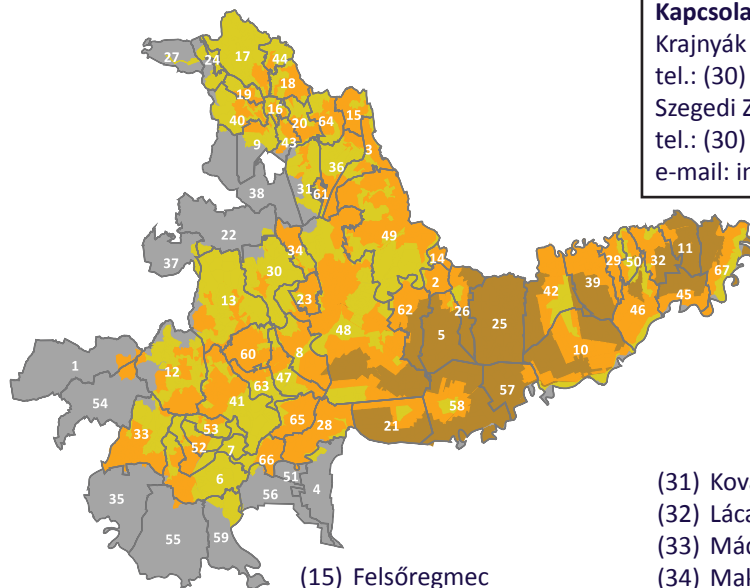 Kapcsola
Krajnyák
tel.: (30)
Szegedi Z
tel.: (30)
e-mail: in
27 24 17 44
18
19 16 15
40 20 64
9 43 3
36
31 61
38
22 49
37 34
30 14 2
13 23 62 26
48 5 25
42 39 29 50 32 11 67
46 45
10
1 60 8
12 63 47
54 41
57
58
33 53 65 28 21
52 7
66
6 51
35 56 4
55 59
(15) Felsőregmec
(31) Ková
(32) Láca
(33) Mád
(34) Mak